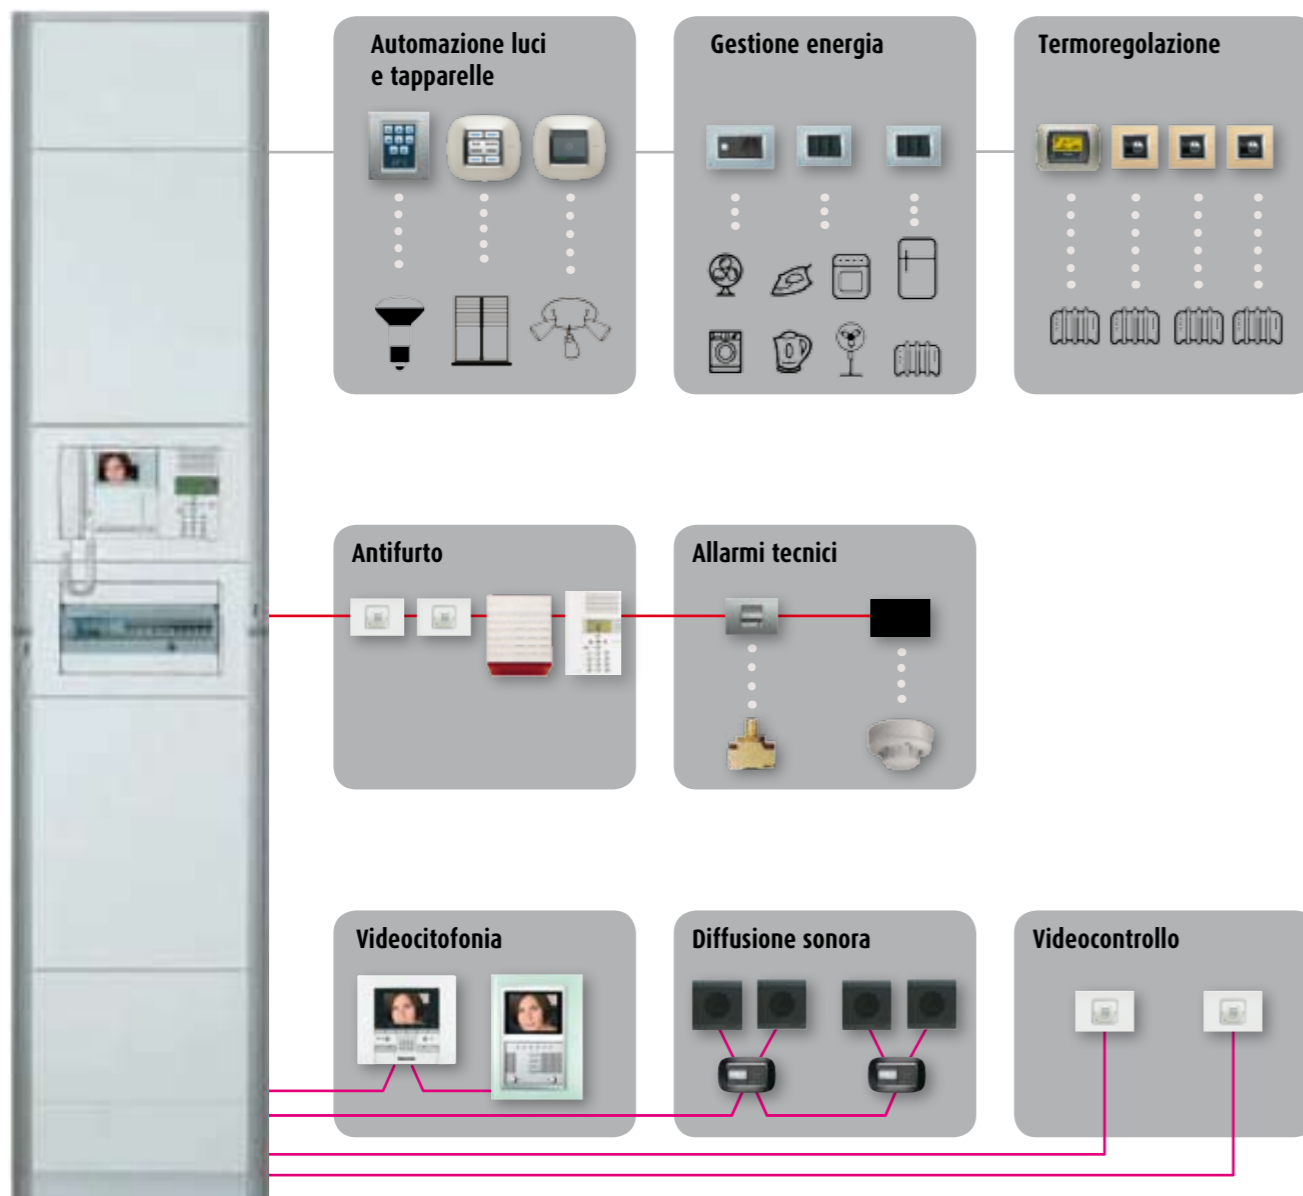 Automazione luci
e tapparelle
Gestione energia
Termoregolazione
Antifurto
Allarmi tecnici
Videocitofonia
Diffusione sonora
Videocontrollo